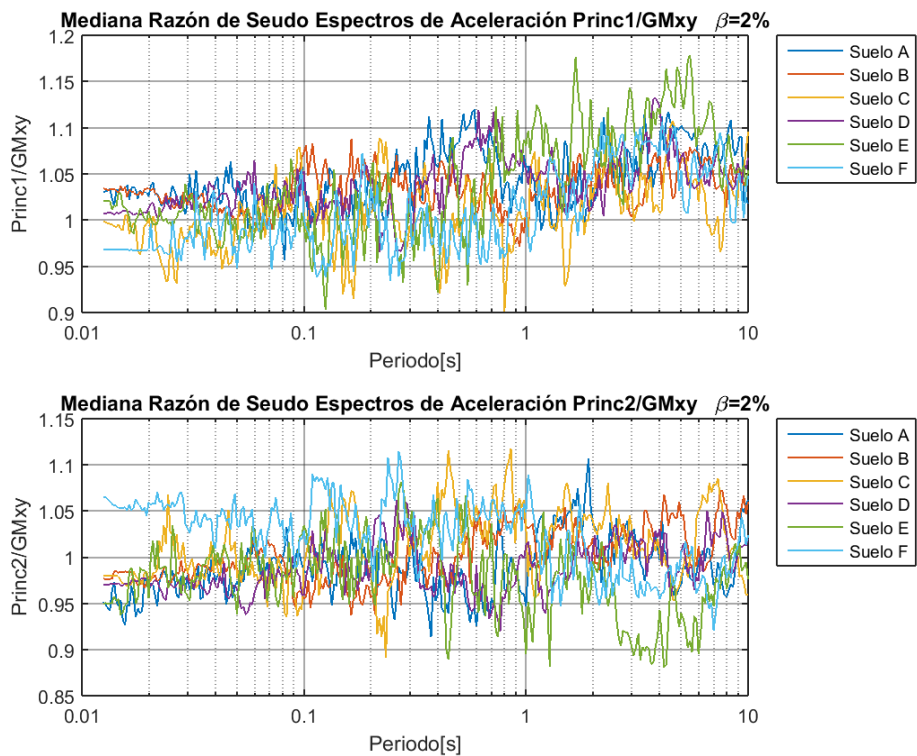 Mediana Razón de Seudo Espectros de Aceleración Princ1/GMxy β=2%
1.2
1.15
1.1
1.05
1
0.95
0.9
Princ1/GMxy
0.01
0.1
1
10
Periodo[s]
Suelo A
Suelo B
Suelo C
Suelo D
Suelo E
Suelo F
Mediana Razón de Seudo Espectros de Aceleración Princ2/GMxy β=2%
1.15
1.1
1.05
1
0.95
0.9
0.85
Princ2/GMxy
0.01
0.1
1
10
Periodo[s]
Suelo A
Suelo B
Suelo C
Suelo D
Suelo E
Suelo F